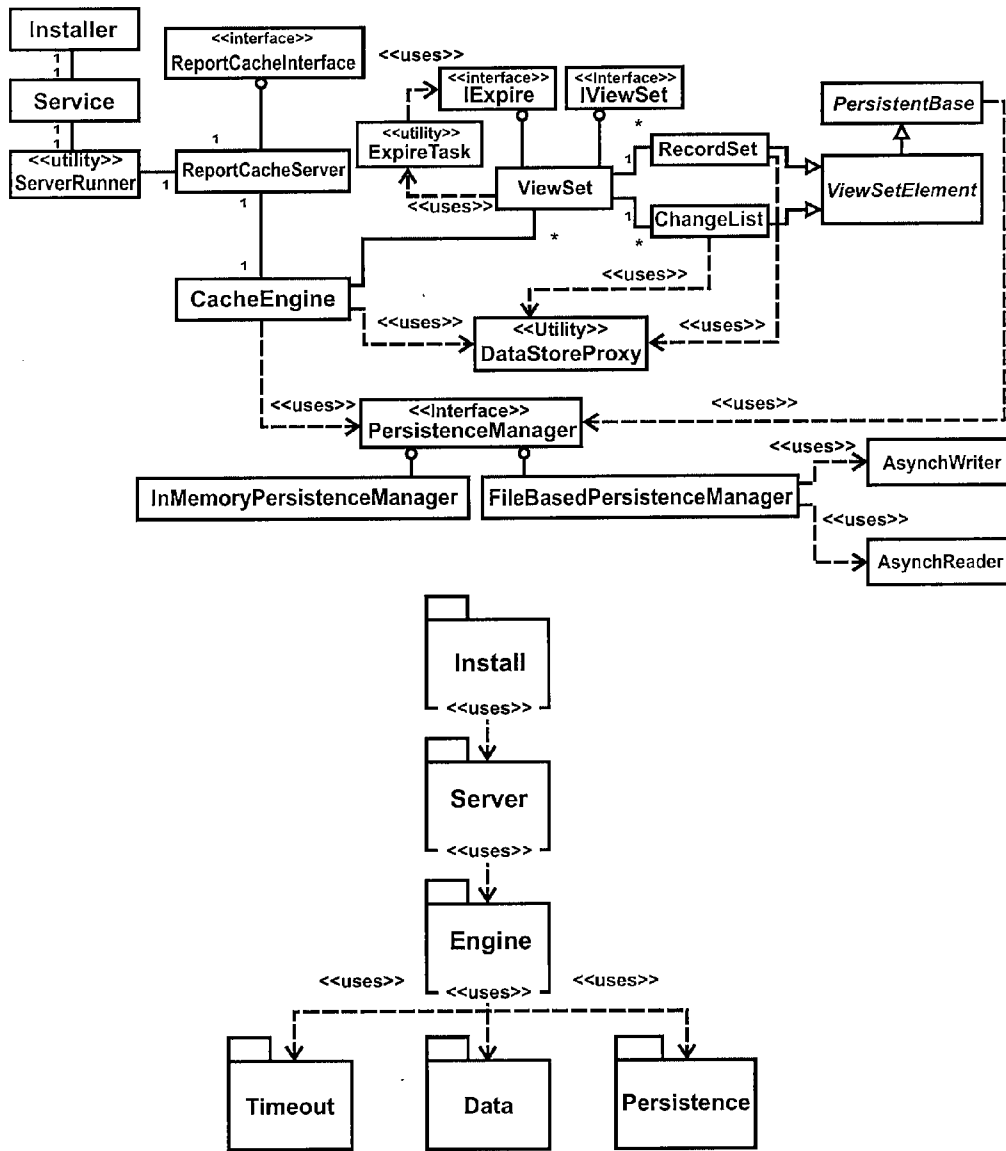 Installer
1
1
Service
1
1
<<utility>>
ServerRunner
1
<<interface>>
ReportCacheInterface
1
ReportCacheServer
1
1
CacheEngine
<<uses>>
<<interface>>
IExpire
<<Interface>>
IViewSet
<<utility>>
ExpireTask
<<uses>>
ViewSet
*
1
RecordSet
1
*
ChangeList
*
PersistentBase
ViewSetElement
<<uses>>
<<uses>>
<<Utility>>
DataStoreProxy
<<uses>>
<<uses>>
<<Interface>>
PersistenceManager
<<uses>>
InMemoryPersistenceManager
FileBasedPersistenceManager
<<uses>>
AsynchWriter
<<uses>>
AsynchReader
Install
<<uses>>
Server
<<uses>>
Engine
<<uses>>
<<uses>>
<<uses>>
Timeout
Data
Persistence